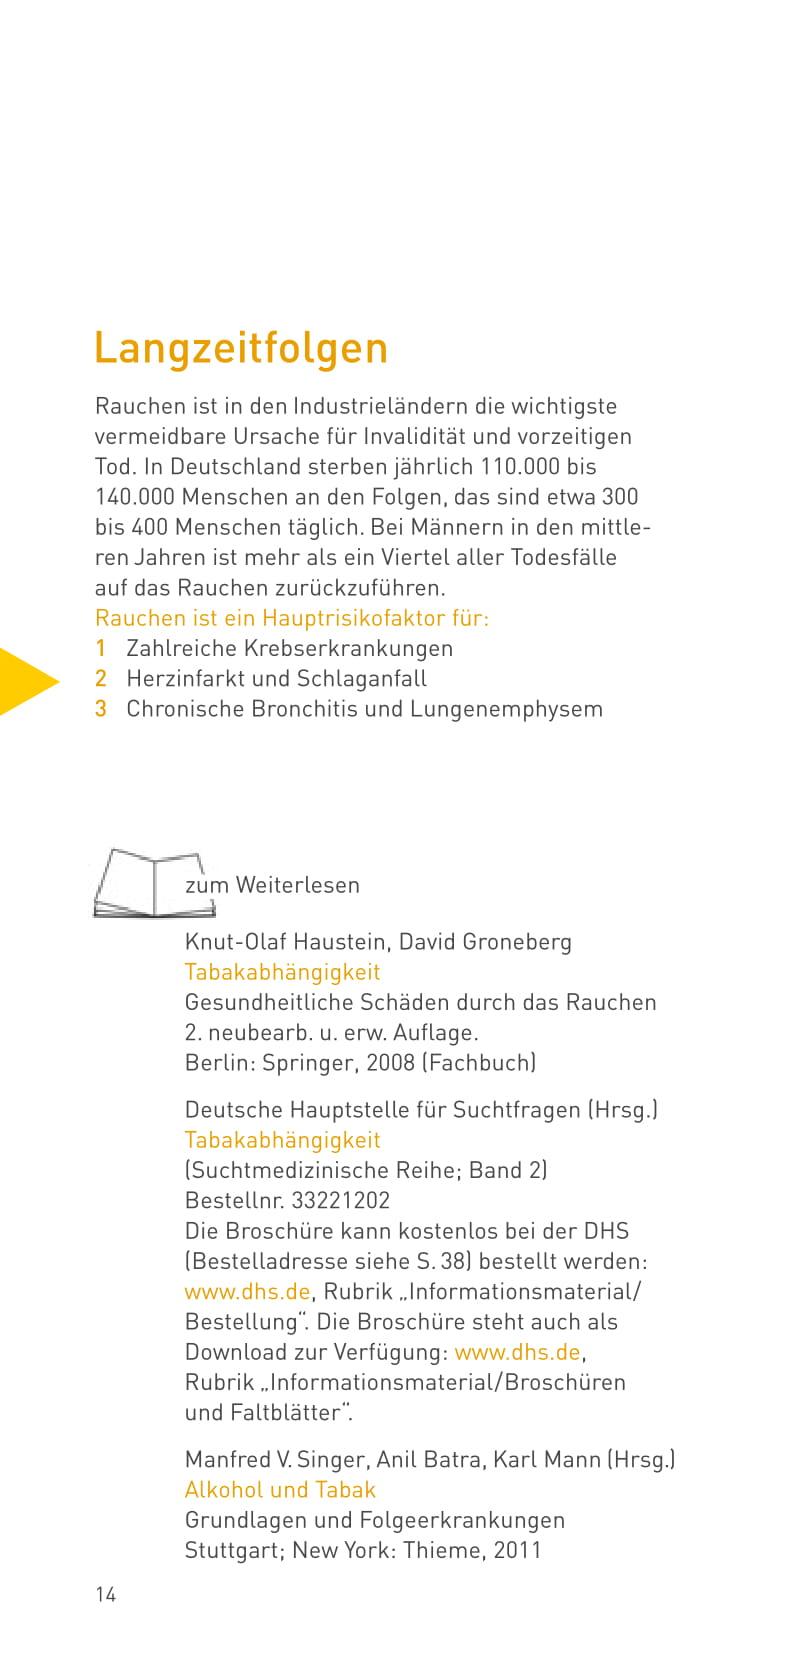 Langzeitfolgen
Rauchen ist in den Industrieländern die wichtigste
vermeidbare Ursache für Invalidität und vorzeitigen
Tod. In Deutschland sterben jährlich 110.000 bis
140.000 Menschen an den Folgen, das sind etwa 300
bis 400 Menschen täglich. Bei Männern in den mittle-
ren Jahren ist mehr als ein Viertel aller Todesfälle
auf das Rauchen zurückzuführen.
Rauchen ist ein Hauptrisikofaktor für:
1 Zahlreiche Krebserkrankungen
2 Herzinfarkt und Schlaganfall
3 Chronische Bronchitis und Lungenemphysem
zum Weiterlesen
Knut-Olaf Haustein, David Groneberg
Tabakabhängigkeit
Gesundheitliche Schäden durch das Rauchen
2. neubearb. u. erw. Auflage.
Berlin: Springer, 2008 (Fachbuch)
Deutsche Hauptstelle für Suchtfragen (Hrsg.)
Tabakabhängigkeit
(Suchtmedizinische Reihe; Band 2)
Bestellnr. 33221202
Die Broschüre kann kostenlos bei der DHS
(Bestelladresse siehe S. 38) bestellt werden:
www.dhs.de, Rubrik „Informationsmaterial/
Bestellung“. Die Broschüre steht auch als
Download zur Verfügung: www.dhs.de,
Rubrik „Informationsmaterial/Broschüren
und Faltblätter“.
Manfred V. Singer, Anil Batra, Karl Mann (Hrsg.)
Alkohol und Tabak
Grundlagen und Folgeerkrankungen
Stuttgart; New York: Thieme, 2011
14